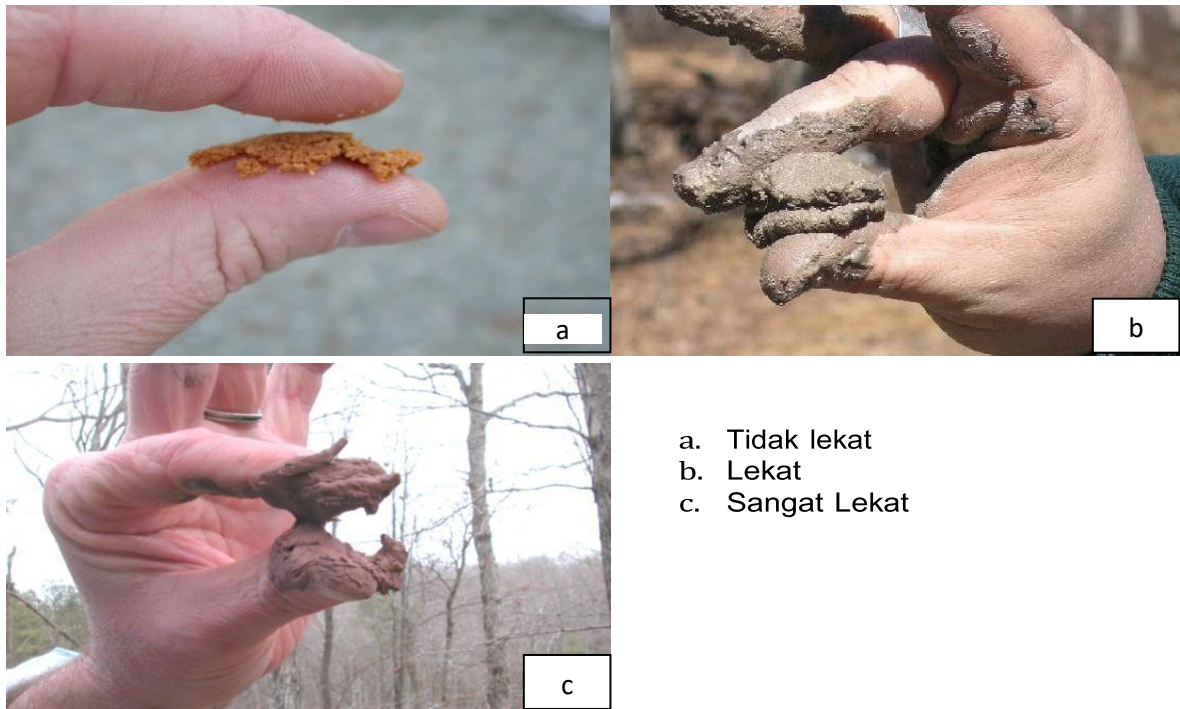 a
b
c
a. Tidak lekat
b. Lekat
c. Sangat Lekat